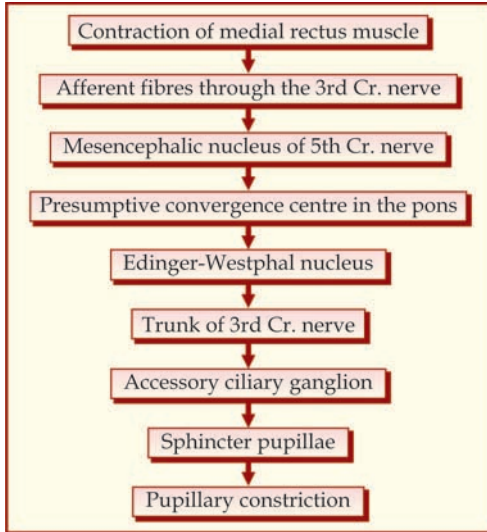 Contraction of medial rectus muscle
Afferent fibres through the 3rd Cr. nerve
Mesencephalic nucleus of 5th Cr. nerve
Presumptive convergence centre in the pons
Edinger-Westphal nucleus
Trunk of 3rd Cr. nerve
Accessory ciliary ganglion
Sphincter pupillae
Pupillary constriction